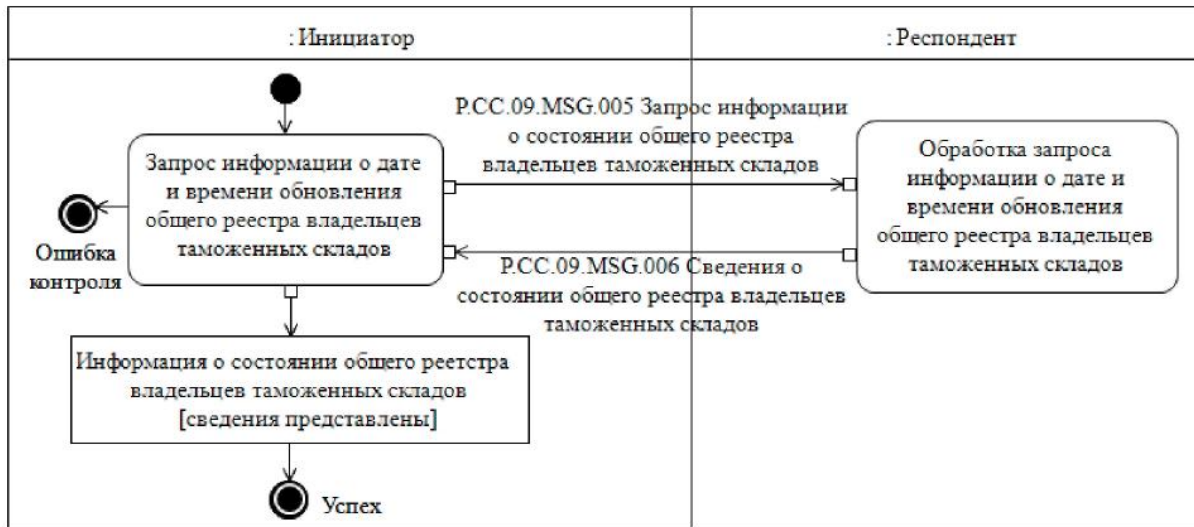 : Инициатор
: Респондент
P.CC.09.MSG.005 Запрос информации
о состоянии общего реестра
владельцев таможенных складов
Запрос информации о дате
и времени обновления
общего реестра владельцев
таможенных складов
Обработка запроса
информации о дате и
времени обновления
общего реестра владельцев
таможенных складов
Ошибка
контроля
P.CC.09.MSG.006 Сведения о
состоянии общего реестра владельцев
таможенных складов
Информация о состоянии общего реетстра
владельцев таможенных складов
[сведения представлены]
Успех